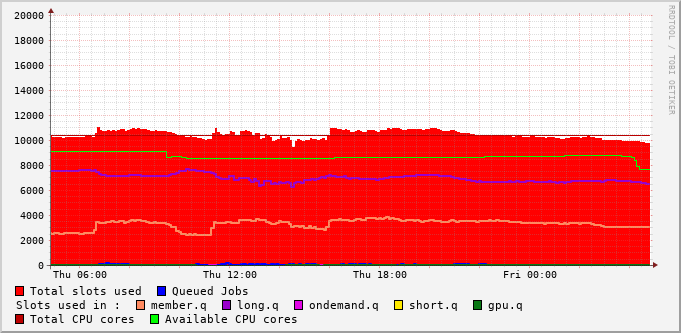 20000
18000
16000
14000
12000
10000
8000
6000
4000
2000
0
Thu 06:00 Thu 12:00 Thu 18:00 Fri 00:00
RRDTOOL / TOBI OETIKER
Total slots used Queued Jobs
Slots used in : member.q long.q ondemand.q short.q gpu.q
Total CPU cores Available CPU cores